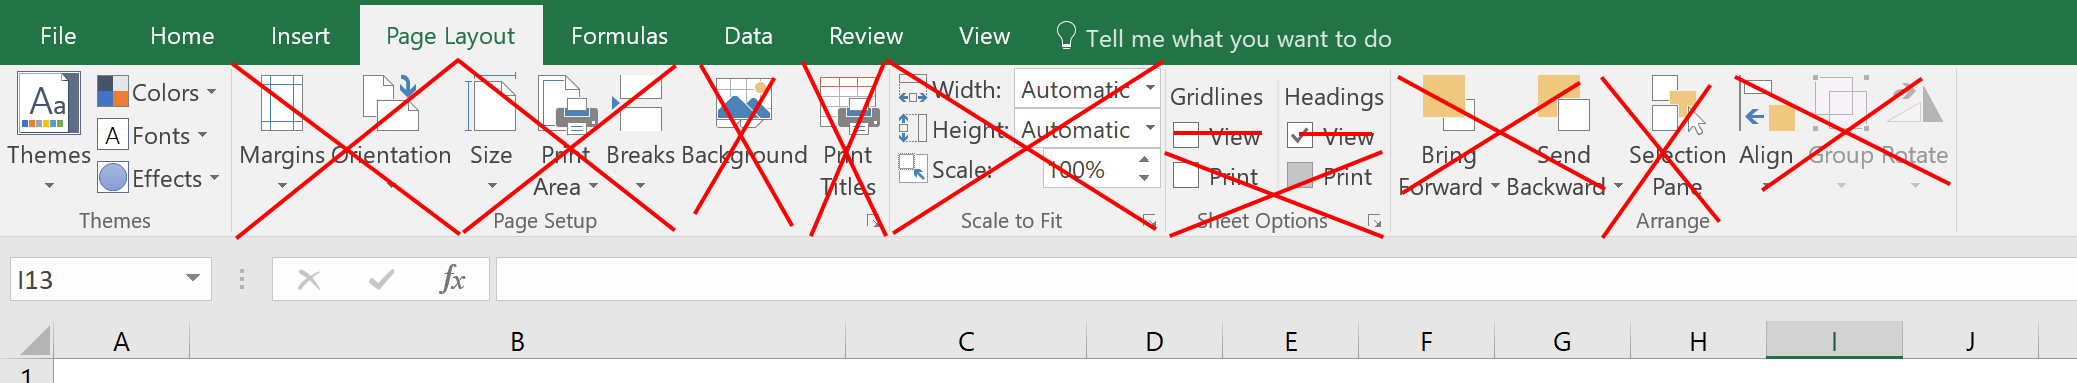 File Home Insert Page Layout Formulas Data Review View Tell me what you want to do
Aa Colors Width: Automatic Gridlines Headings
A Fonts Height: Automatic View View
Themes Margins Orientation Size Print Area Breaks Background Print Titles Bring Forward Send Backward Selection Pane Align Group Rotate
Effects Scale: 100% Print Print
Themes Page Setup Scale to Fit Sheet Options Arrange
I13 fx
A B C D E F G H I J
1